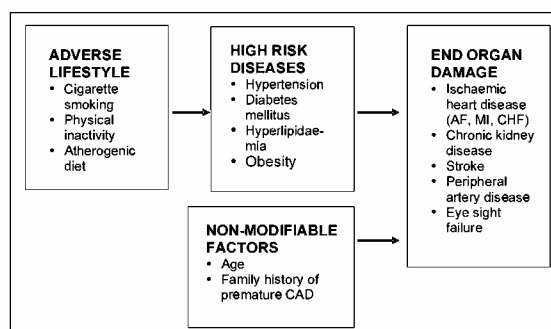 ADVERSE
LIFESTYLE
• Cigarette
smoking
• Physical
inactivity
• Atherogenic
diet
HIGH RISK
DISEASES
• Hypertension
• Diabetes
mellitus
• Hyperlipidae-
mia
• Obesity
NON-MODIFIABLE
FACTORS
• Age
• Family history of
premature CAD
END ORGAN
DAMAGE
• Ischaemic
heart disease
(AF, MI, CHF)
• Chronic kidney
disease
• Stroke
• Peripheral
artery disease
• Eye sight
failure